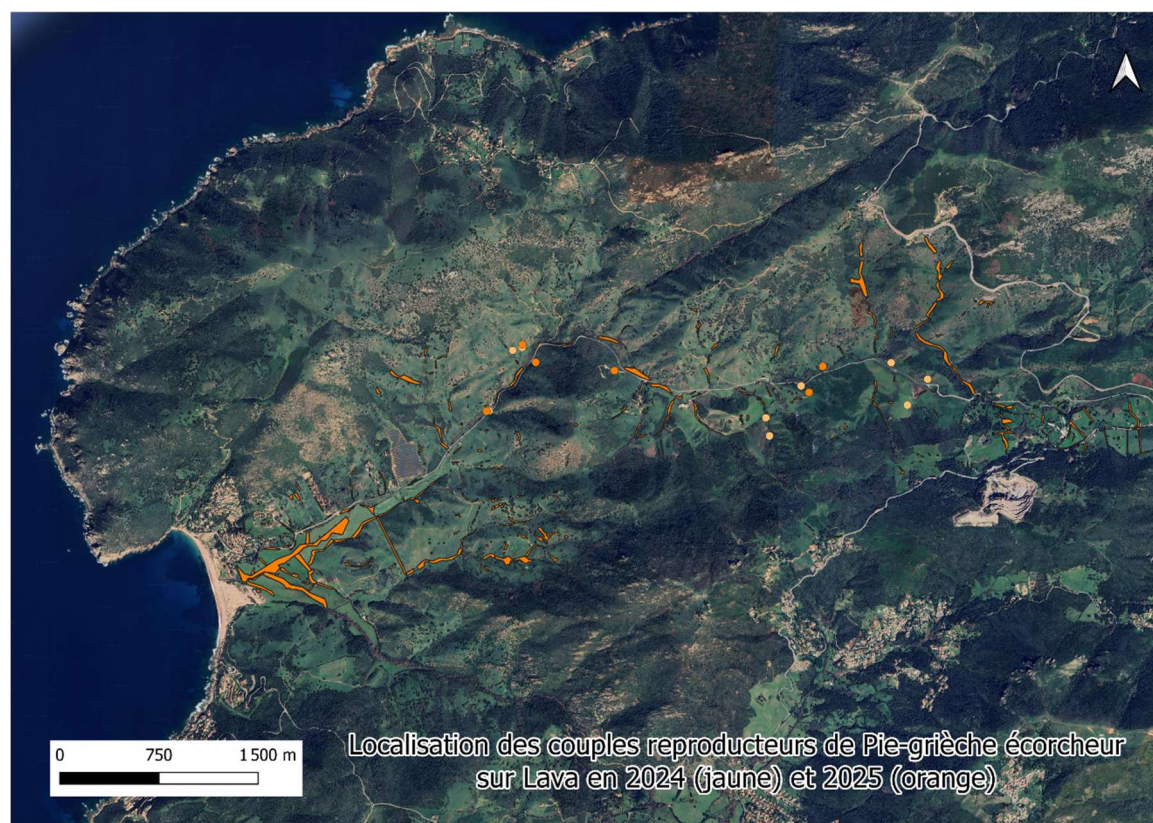 Localisation des couples reproducteurs de Pie-grièche écorcheur
sur Lava en 2024 (jaune) et 2025 (orange)
0 750 1 500 m